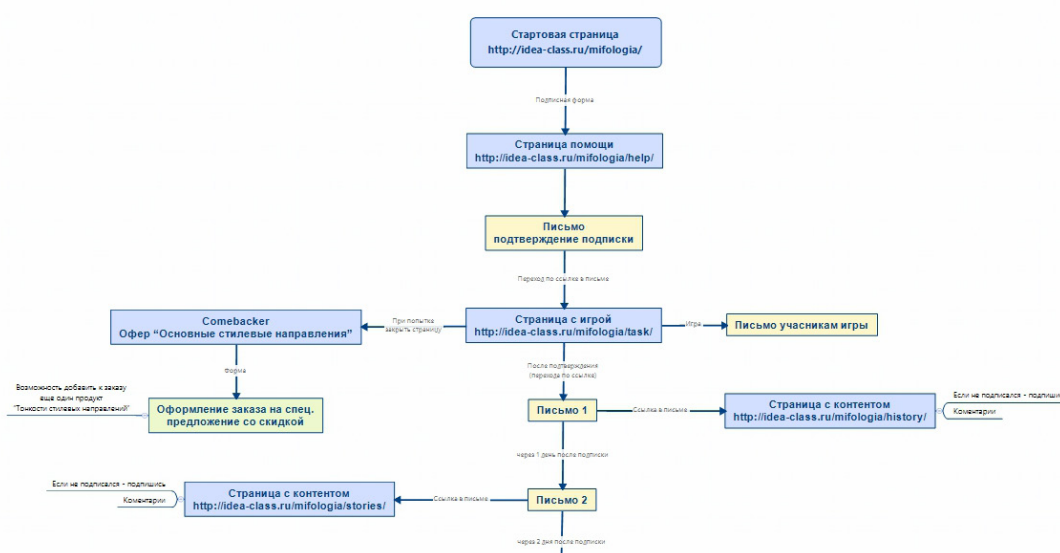 Стартовая страница
http://idea-class.ru/mifologia/
Подписная форма
Страница помощи
http://idea-class.ru/mifologia/help/
Письмо
подтверждение подписки
Переход по ссылке в письме
Comebacker
Офер “Основные стилевые направления”
При попытке
закрыть страницу
Страница с игрой
http://idea-class.ru/mifologia/task/
Игра
Письмо учасникам игры
Форма
После подтверждения
(перехода по ссылке)
Возможность добавить к заказу
еще один продукт
"Тонкости стилевых направлений"
Оформление заказа на спец.
предложение со скидкой
Письмо 1
Ссылка в письме
Страница с контентом
http://idea-class.ru/mifologia/history/
Если не подписался - подпиши
Коментарии
через 1 день после подписки
Если не подписался - подпишись
Коментарии
Страница с контентом
http://idea-class.ru/mifologia/stories/
Ссылка в письме
Письмо 2
через 2 дня после подписки